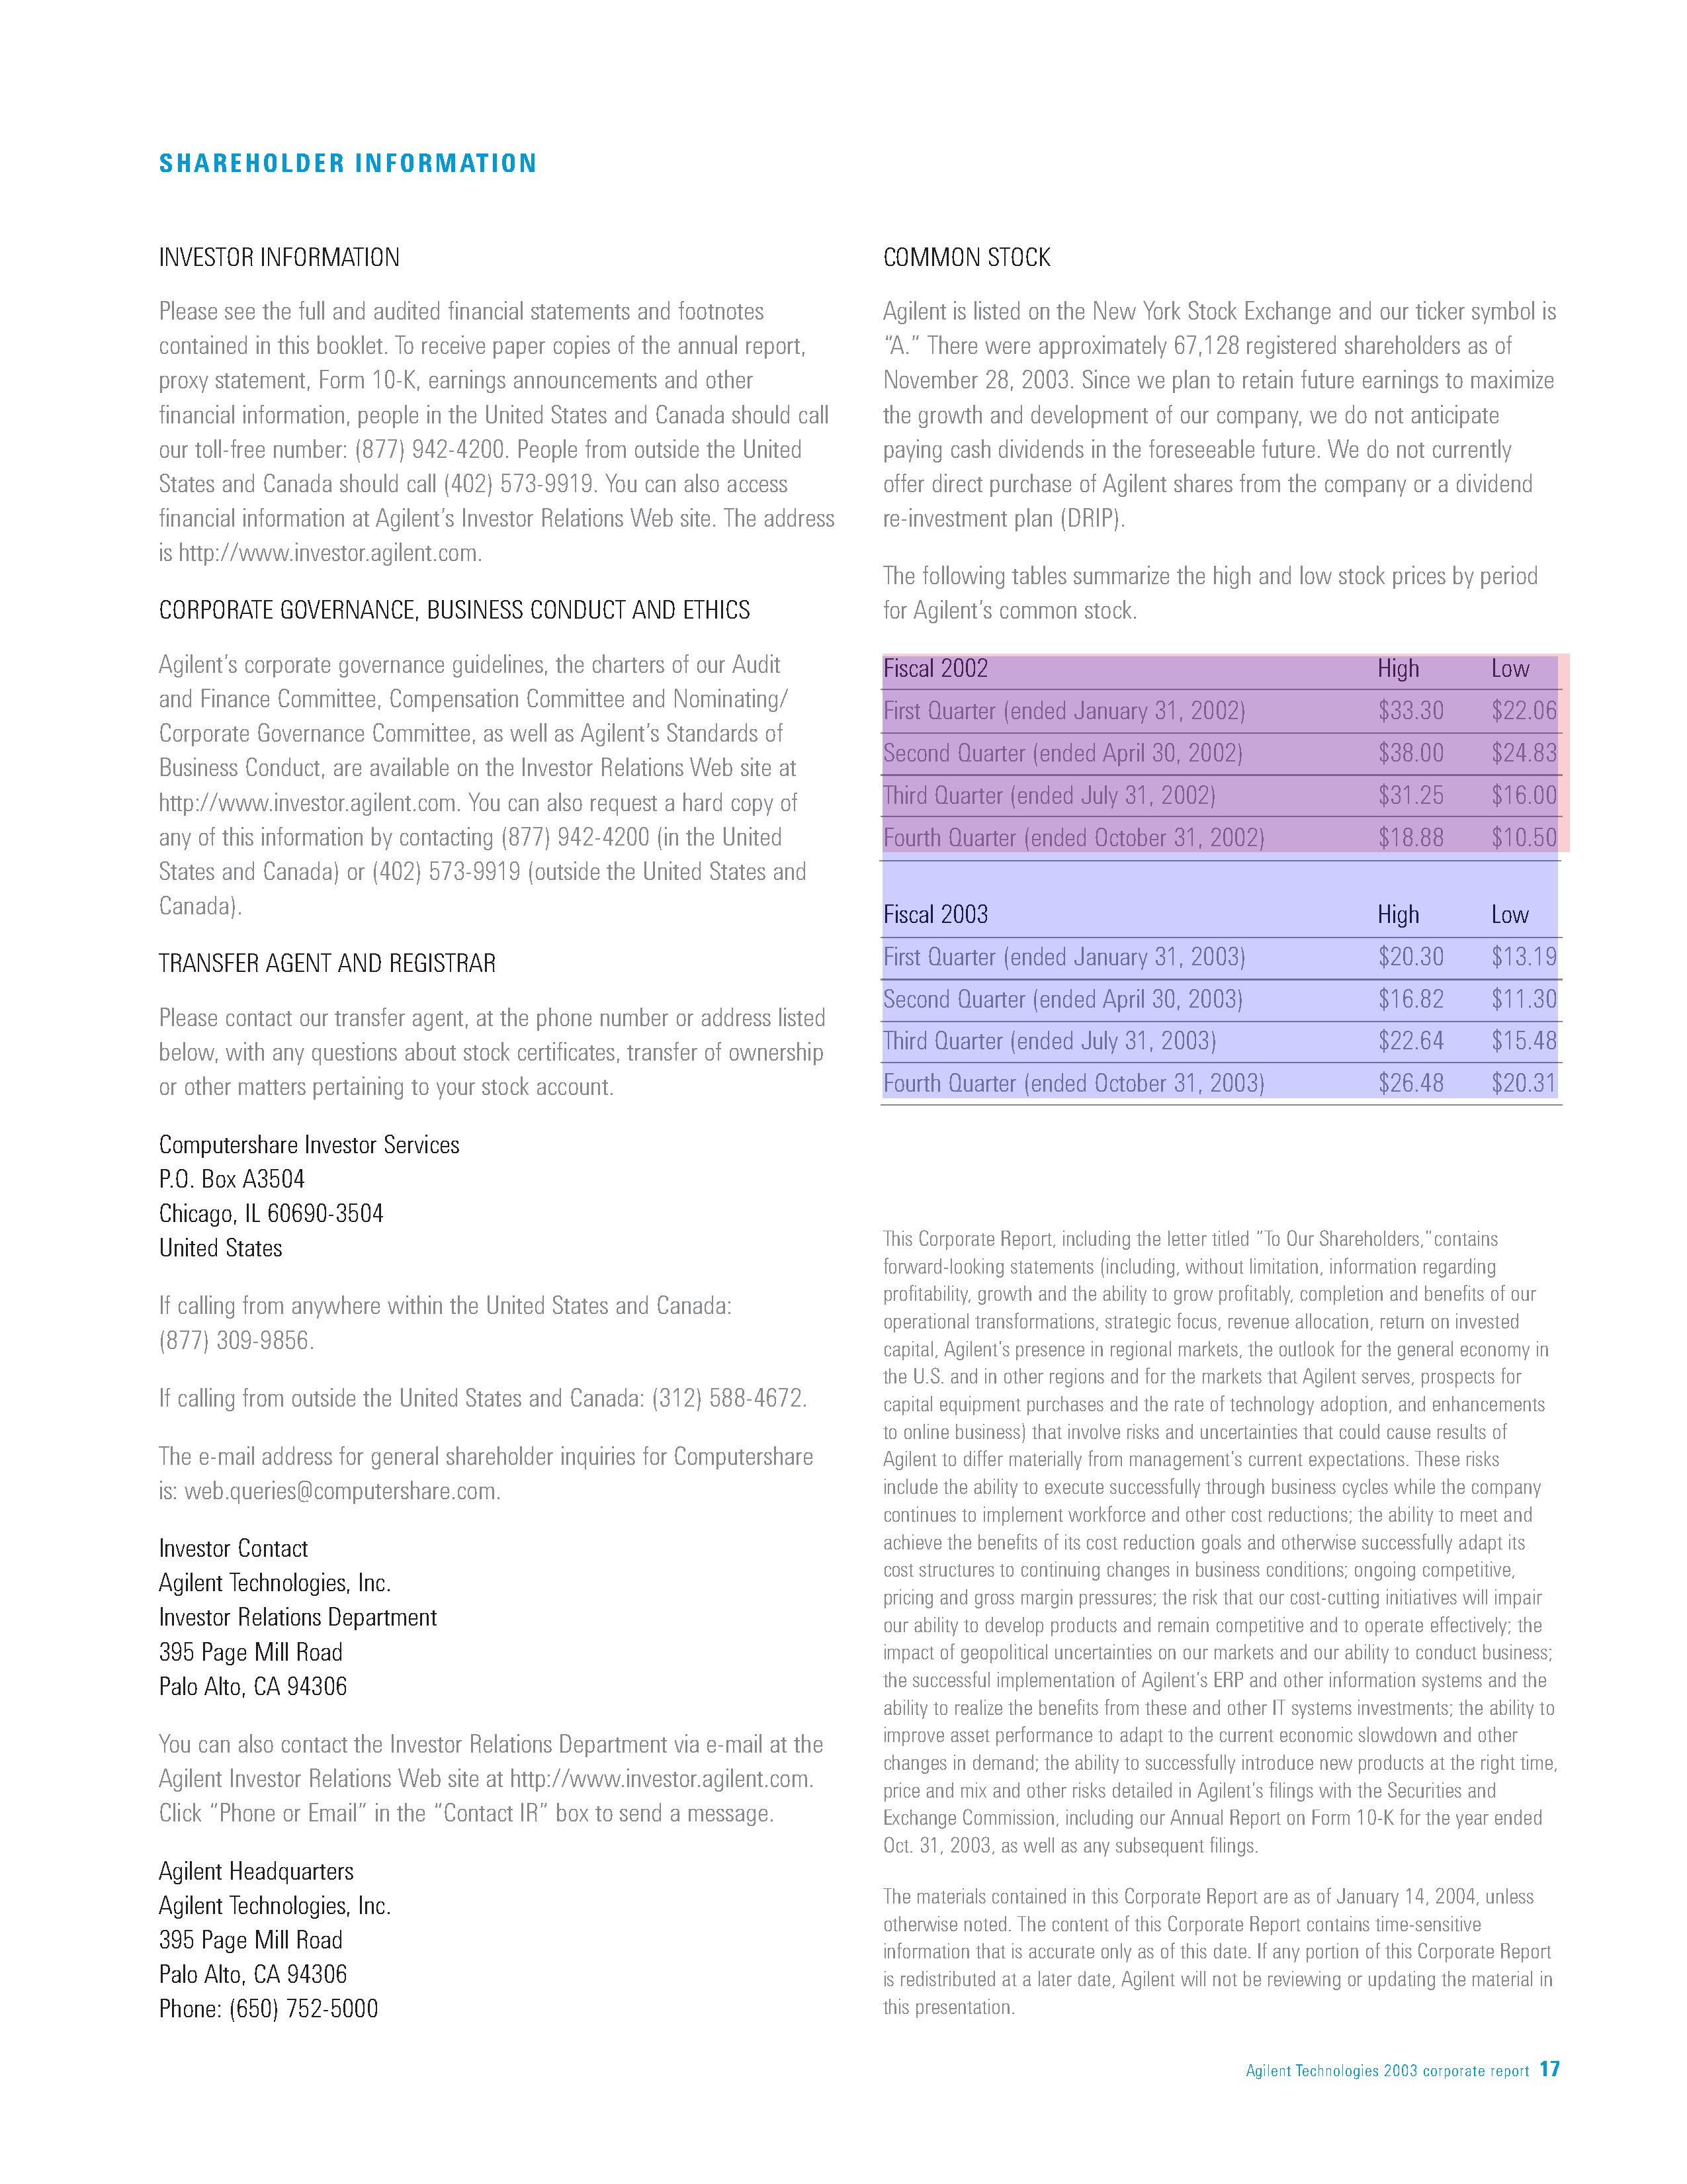 SHAREHOLDER INFORMATION
INVESTOR INFORMATION
Please see the full and audited financial statements and footnotes
contained in this booklet. To receive paper copies of the annual report,
proxy statement, Form 10-K, earnings announcements and other
financial information, people in the United States and Canada should call
our toll-free number: (877) 942-4200. People from outside the United
States and Canada should call (402) 573-9919. You can also access
financial information at Agilent’s Investor Relations Web site. The address
is http://www.investor.agilent.com.
CORPORATE GOVERNANCE, BUSINESS CONDUCT AND ETHICS
Agilent’s corporate governance guidelines, the charters of our Audit
and Finance Committee, Compensation Committee and Nominating/
Corporate Governance Committee, as well as Agilent’s Standards of
Business Conduct, are available on the Investor Relations Web site at
http://www.investor.agilent.com. You can also request a hard copy of
any of this information by contacting (877) 942-4200 (in the United
States and Canada) or (402) 573-9919 (outside the United States and
Canada).
TRANSFER AGENT AND REGISTRAR
Please contact our transfer agent, at the phone number or address listed
below, with any questions about stock certificates, transfer of ownership
or other matters pertaining to your stock account.
Computershare Investor Services
P.O. Box A3504
Chicago, IL 60690-3504
United States
If calling from anywhere within the United States and Canada:
(877) 309-9856.
If calling from outside the United States and Canada: (312) 588-4672.
The e-mail address for general shareholder inquiries for Computershare
is: web.queries@computershare.com.
Investor Contact
Agilent Technologies, Inc.
Investor Relations Department
395 Page Mill Road
Palo Alto, CA 94306
You can also contact the Investor Relations Department via e-mail at the
Agilent Investor Relations Web site at http://www.investor.agilent.com.
Click “Phone or Email” in the “Contact IR” box to send a message.
Agilent Headquarters
Agilent Technologies, Inc.
395 Page Mill Road
Palo Alto, CA 94306
Phone: (650) 752-5000
COMMON STOCK
Agilent is listed on the New York Stock Exchange and our ticker symbol is
“A.” There were approximately 67,128 registered shareholders as of
November 28, 2003. Since we plan to retain future earnings to maximize
the growth and development of our company, we do not anticipate
paying cash dividends in the foreseeable future. We do not currently
offer direct purchase of Agilent shares from the company or a dividend
re-investment plan (DRIP).
The following tables summarize the high and low stock prices by period
for Agilent’s common stock.
Fiscal 2002 High Low
First Quarter (ended January 31, 2002) $33.30 $22.06
Second Quarter (ended April 30, 2002) $38.00 $24.83
Third Quarter (ended July 31, 2002) $31.25 $16.00
Fourth Quarter (ended October 31, 2002) $18.88 $10.50
Fiscal 2003 High Low
First Quarter (ended January 31, 2003) $20.30 $13.19
Second Quarter (ended April 30, 2003) $16.82 $11.30
Third Quarter (ended July 31, 2003) $22.64 $15.48
Fourth Quarter (ended October 31, 2003) $26.48 $20.31
This Corporate Report, including the letter titled “To Our Shareholders,"contains
forward-looking statements (including, without limitation, information regarding
profitability, growth and the ability to grow profitably, completion and benefits of our
operational transformations, strategic focus, revenue allocation, return on invested
capital, Agilent’s presence in regional markets, the outlook for the general economy in
the U.S. and in other regions and for the markets that Agilent serves, prospects for
capital equipment purchases and the rate of technology adoption, and enhancements
to online business) that involve risks and uncertainties that could cause results of
Agilent to differ materially from management’s current expectations. These risks
include the ability to execute successfully through business cycles while the company
continues to implement workforce and other cost reductions; the ability to meet and
achieve the benefits of its cost reduction goals and otherwise successfully adapt its
cost structures to continuing changes in business conditions; ongoing competitive,
pricing and gross margin pressures; the risk that our cost-cutting initiatives will impair
our ability to develop products and remain competitive and to operate effectively; the
impact of geopolitical uncertainties on our markets and our ability to conduct business;
the successful implementation of Agilent’s ERP and other information systems and the
ability to realize the benefits from these and other IT systems investments; the ability to
improve asset performance to adapt to the current economic slowdown and other
changes in demand; the ability to successfully introduce new products at the right time,
price and mix and other risks detailed in Agilent’s filings with the Securities and
Exchange Commission, including our Annual Report on Form 10-K for the year ended
Oct. 31, 2003, as well as any subsequent filings.
The materials contained in this Corporate Report are as of January 14, 2004, unless
otherwise noted. The content of this Corporate Report contains time-sensitive
information that is accurate only as of this date. If any portion of this Corporate Report
is redistributed at a later date, Agilent will not be reviewing or updating the material in
this presentation.
Agilent Technologies 2003 corporate report 17